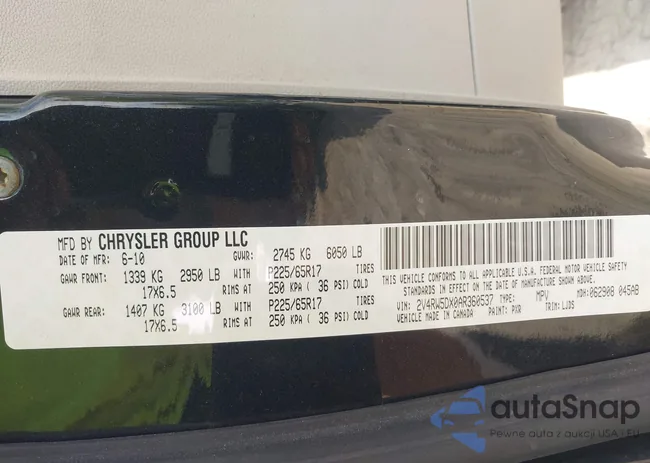 MFD BY CHRYSLER GROUP LLC
DATE OF MFR: 6-10 GVWR: 2745 KG 6050 LB
GAWR FRONT: 1339 KG 2950 LB WITH P225/65R17 TIRES
17X6.5 RIMS AT 250 KPA ( 36 PSI) COLD
GAWR REAR: 1407 KG 3100 LB WITH P225/65R17 TIRES
17X6.5 RIMS AT 250 KPA ( 36 PSI) COLD
THIS VEHICLE CONFORMS TO ALL APPLICABLE U.S.A. FEDERAL MOTOR VEHICLE SAFETY
STANDARDS IN EFFECT ON THE DATE OF MANUFACTURE SHOWN ABOVE.
VIN: 2V4RW5DX0AR360537 TYPE: MPV MDH: 062908 045AB
VEHICLE MADE IN CANADA PAINT: PXR TRIM: LJDS
autaSnap
Pewne auta z aukcji USA i EU